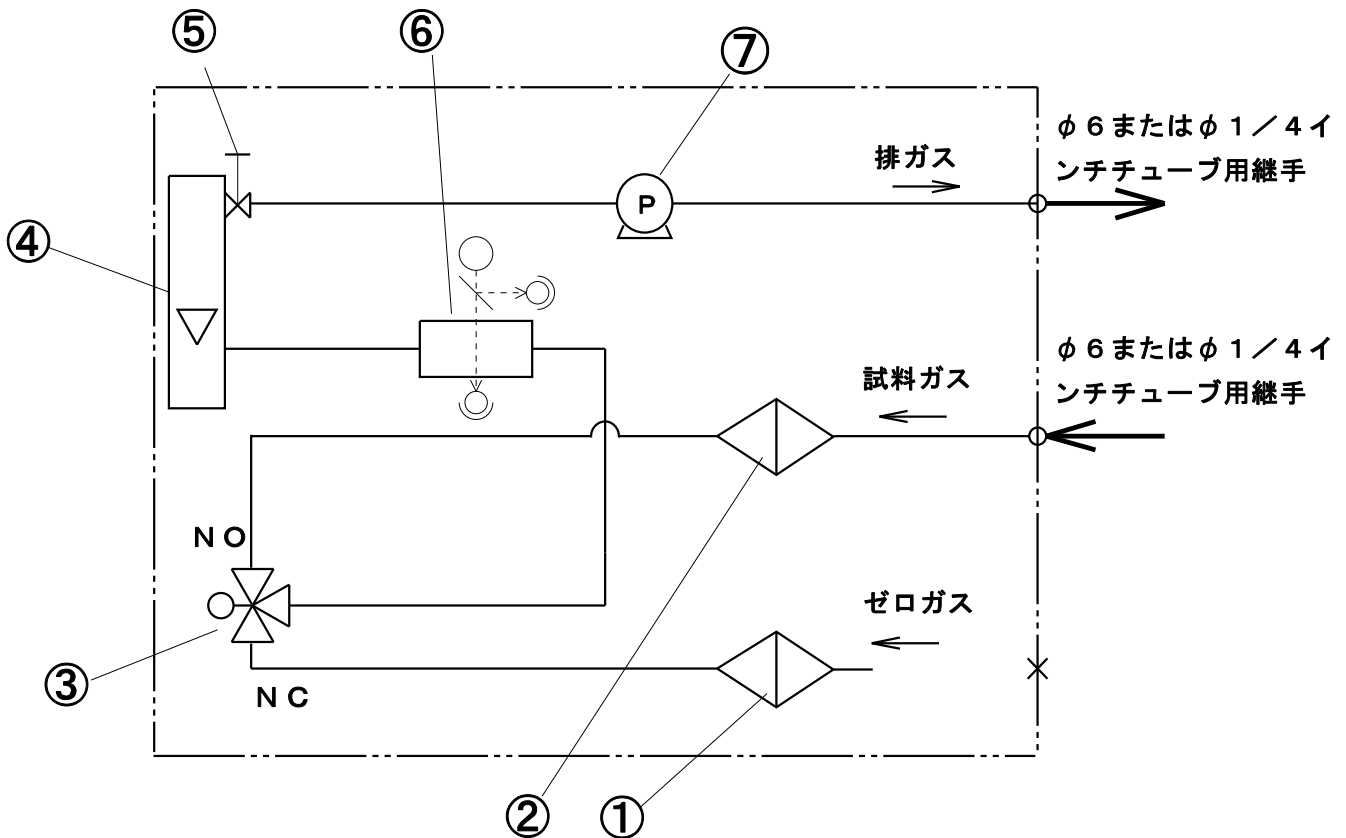 ⑤
⑥
⑦
φ6またはφ1／4イ
ンチチューブ用継手
排ガス
P
④
φ6またはφ1／4イ
ンチチューブ用継手
試料ガス
NO
ゼロガス
③
NC
②
①